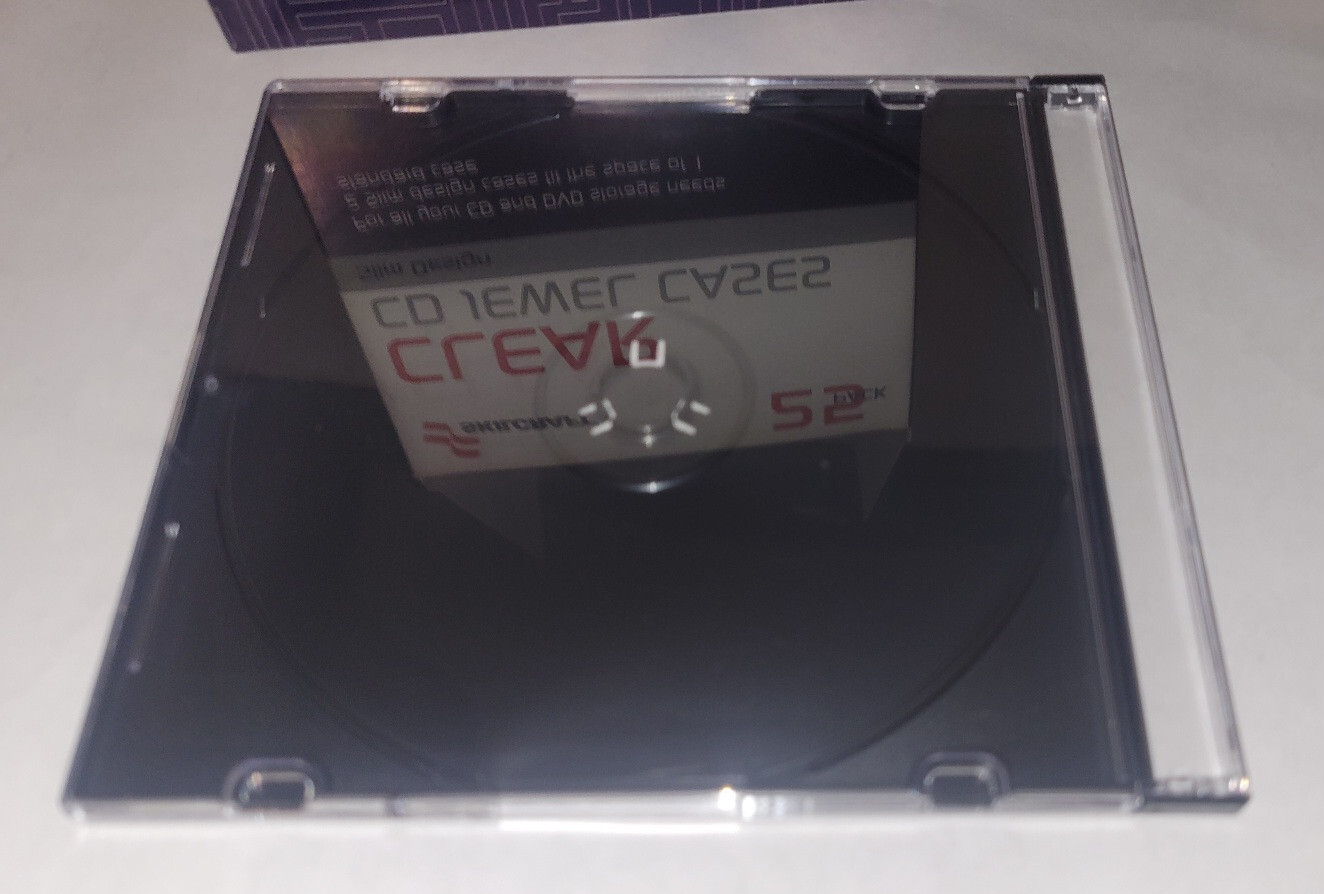 SKILCRAFT
25 PACK
CLEAR
CD JEWEL CASES
Slim Design
For all your CD and DVD storage needs
2 Slim design cases fit the space of 1
standard case